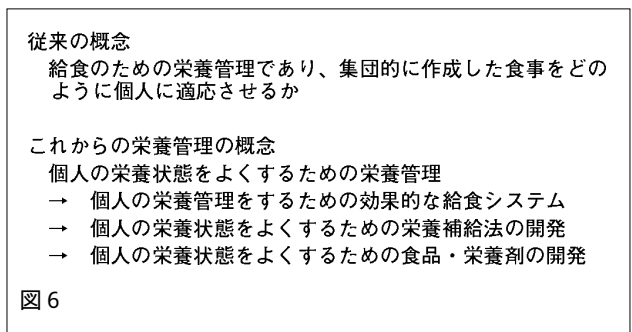 従来の概念
給食のための栄養管理であり、集団的に作成した食事をどの
ように個人に適応させるか
これからの栄養管理の概念
個人の栄養状態をよくするための栄養管理
→ 個人の栄養管理をするための効果的な給食システム
→ 個人の栄養状態をよくするための栄養補給法の開発
→ 個人の栄養状態をよくするための食品・栄養剤の開発
図6